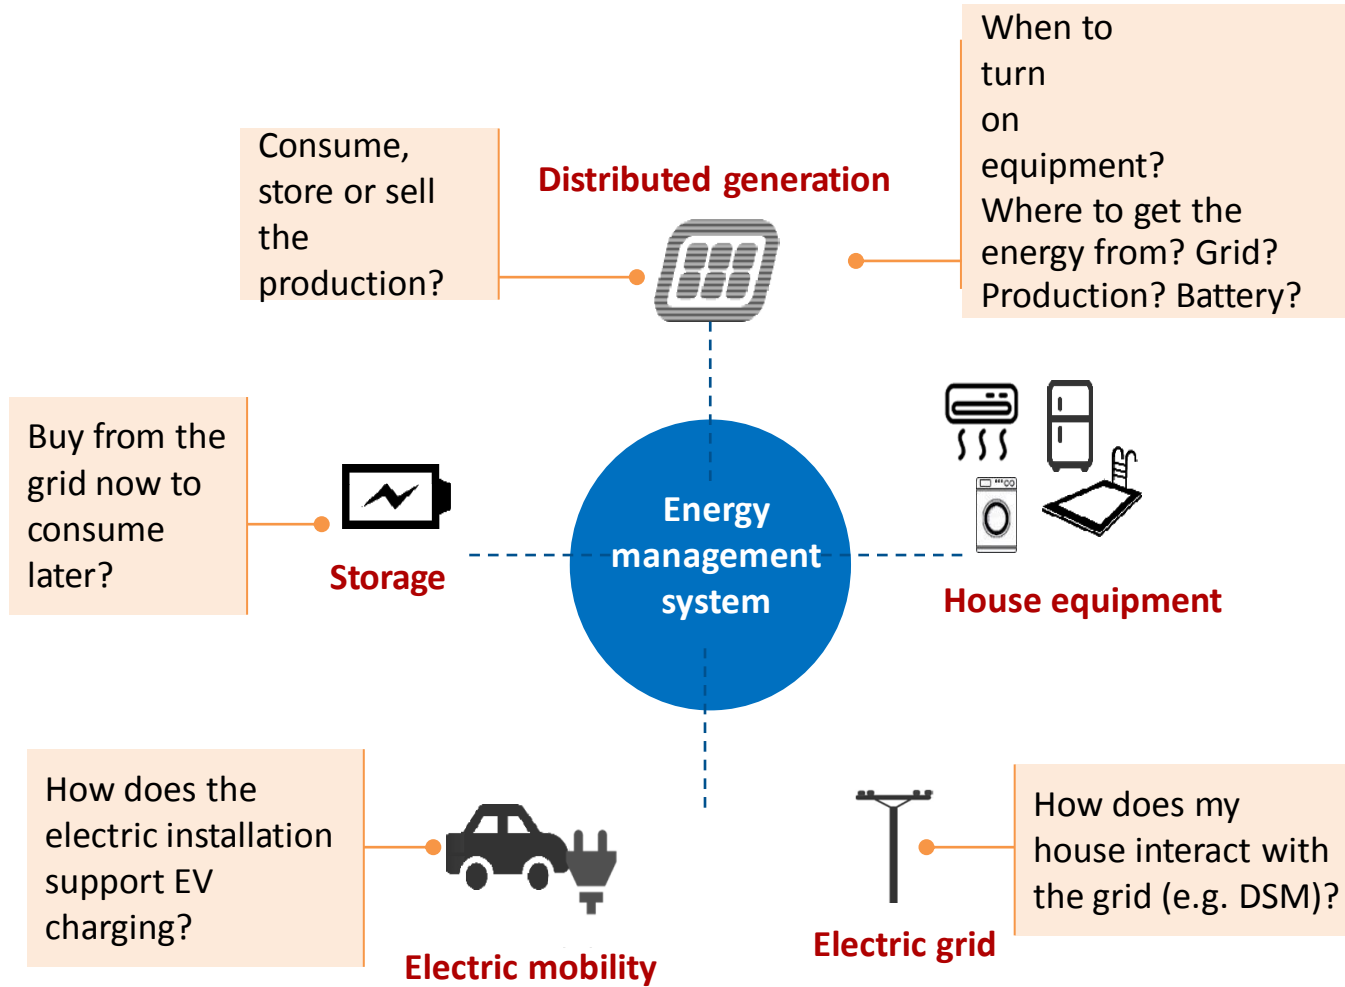 When to
turn
on
equipment?
Where to get the
energy from? Grid?
Production? Battery?
Consume,
store or sell
the
production?
Distributed generation
Buy from the
grid now to
consume
later?
Storage
Energy
management
system
House equipment
How does the
electric installation
support EV
charging?
Electric mobility
How does my
house interact with
the grid (e.g. DSM)?
Electric grid